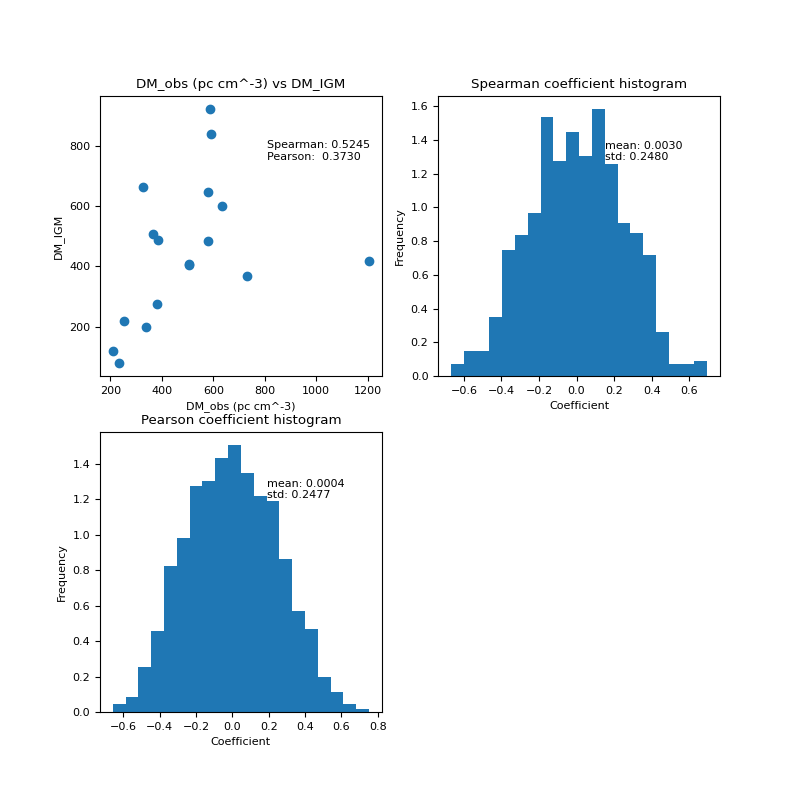 DM_obs (pc cm^-3) vs DM_IGM
Spearman: 0.5245
Pearson:  0.3730
DM_IGM
800
600
400
200
200 400 600 800 1000 1200
DM_obs (pc cm^-3)
Spearman coefficient histogram
mean: 0.0030
std: 0.2480
Frequency
1.6
1.4
1.2
1.0
0.8
0.6
0.4
0.2
0.0
−0.6 −0.4 −0.2 0.0 0.2 0.4 0.6
Coefficient
Pearson coefficient histogram
mean: 0.0004
std: 0.2477
Frequency
1.4
1.2
1.0
0.8
0.6
0.4
0.2
0.0
−0.6 −0.4 −0.2 0.0 0.2 0.4 0.6 0.8
Coefficient